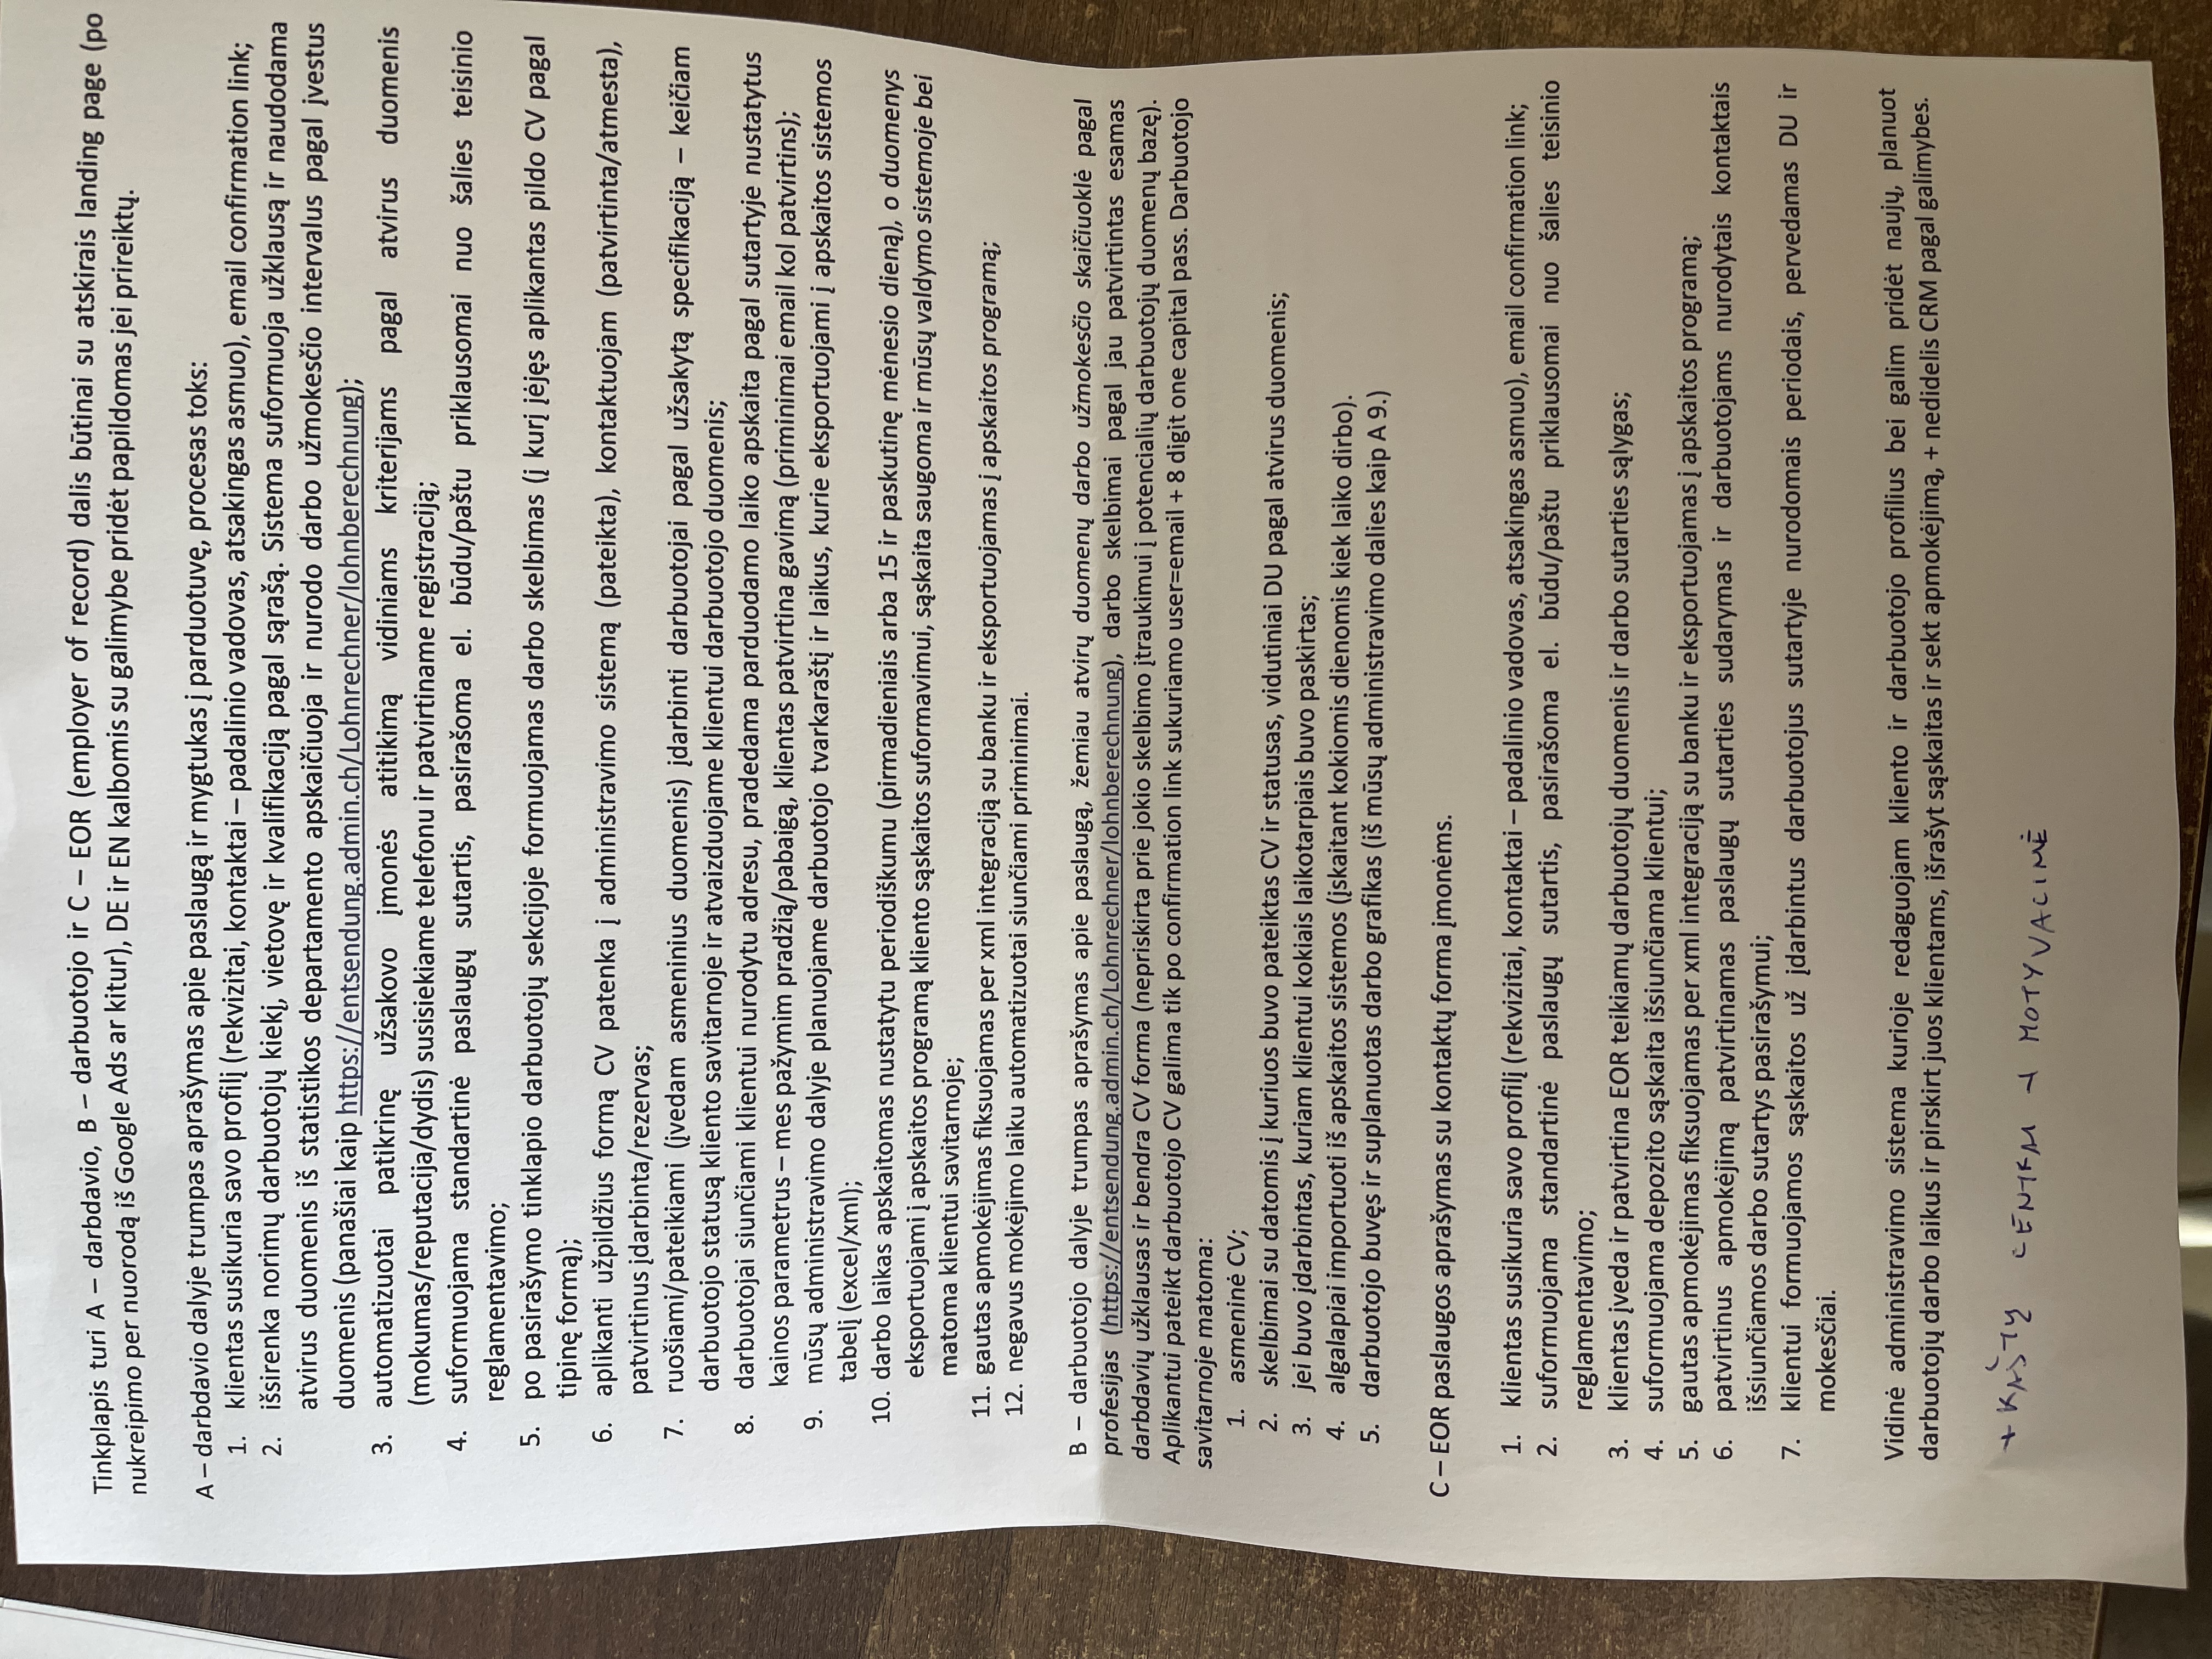 Tinkplapis turi A – darbdavio, B – darbuotojo ir C – EOR (employer of record) dalis būtinai su atskirais landing page (po
nukreipimo per nuorodą iš Google Ads ar kitur), DE ir EN kalbomis su galimybe pridėt papildomas jei prireiktų.
A – darbdavio dalyje trumpas aprašymas apie paslaugą ir mygtukas į parduotuvę, procesas toks:
1. klientas susikuria savo profilį (rekvizitai, kontaktai – padalinio vadovas, atsakingas asmuo), email confirmation link;
2. išsirenka norimų darbuotojų kiekį, vietovę ir kvalifikaciją pagal sąrašą. Sistema suformuoja užklausą ir naudodama
atvirus duomenis iš statistikos departamento apskaičiuoja ir nurodo darbo užmokesčio intervalus pagal įvestus
duomenis (panašiai kaip https://entsendung.admin.ch/Lohnrechner/lohnberechnung);
3. automatizuotai patikrinę užsakovo įmonės atitikimą vidiniams kriterijams pagal atvirus duomenis
(mokumas/reputacija/dydis) susisiekiame telefonu ir patvirtiname registraciją;
4. suformuojama standartinė paslaugų sutartis, pasirašoma el. būdu/paštu priklausomai nuo šalies teisinio
reglamentavimo;
5. po pasirašymo tinklapio darbuotojų sekcijoje formuojamas darbo skelbimas (į kurį įėjęs aplikantas pildo CV pagal
tipinę formą);
6. aplikanti užpildžius formą CV patenka į administravimo sistemą (pateikta), kontaktuojam (patvirtinta/atmesta),
patvirtinus įdarbinta/rezervas;
7. ruošiami/pateikiami (įvedam asmeninius duomenis) įdarbinti darbuotojai pagal užsakytą specifikaciją – keičiam
darbuotojo statusą kliento savitarnoje ir atvaizduojame klientui darbuotojo duomenis;
8. darbuotojai siunčiami klientui nurodytu adresu, pradedama parduodamo laiko apskaita pagal sutartyje nustatytus
kainos parametrus – mes pažymim pradžią/pabaigą, klientas patvirtina gavimą (priminimai email kol patvirtins);
9. mūsų administravimo dalyje planuojame darbuotojo tvarkaraštį ir laikus, kurie eksportuojami į apskaitos sistemos
tabelį (excel/xml);
10. darbo laikas apskaitomas nustatytu periodiškumu (pirmadieniais arba 15 ir paskutinę mėnesio dieną), o duomenys
eksportuojami į apskaitos programą kliento sąskaitos suformavimui, sąskaita saugoma ir mūsų valdymo sistemoje bei
matoma klientui savitarnoje;
11. gautas apmokėjimas fiksuojamas per xml integraciją su banku ir eksportuojamas į apskaitos programą;
12. negavus mokėjimo laiku automatizuotai siunčiami priminimai.
B – darbuotojo dalyje trumpas aprašymas apie paslaugą, žemiau atvirų duomenų darbo užmokesčio skaičiuoklė pagal
profesijas (https://entsendung.admin.ch/Lohnrechner/lohnberechnung), darbo skelbimai pagal jau patvirtintas esamas
darbdavių užklausas ir bendra CV forma (nepriskirta prie jokio skelbimo įtraukimui į potencialių darbuotojų duomenų bazę).
Aplikantui pateikt darbuotojo CV galima tik po confirmation link sukuriamo user=email + 8 digit one capital pass. Darbuotojo
savitarnoje matoma:
1. asmeninė CV;
2. skelbimai su datomis į kuriuos buvo pateiktas CV ir statusas, vidutiniai DU pagal atvirus duomenis;
3. jei buvo įdarbintas, kuriam klientui kokiais laikotarpiais buvo paskirtas;
4. algalapiai importuoti iš apskaitos sistemos (įskaitant kokiomis dienomis kiek laiko dirbo).
5. darbuotojo buvęs ir suplanuotas darbo grafikas (iš mūsų administravimo dalies kaip A 9.)
C – EOR paslaugos aprašymas su kontaktų forma įmonėms.
1. klientas susikuria savo profilį (rekvizitai, kontaktai – padalinio vadovas, atsakingas asmuo), email confirmation link;
2. suformuojama standartinė paslaugų sutartis, pasirašoma el. būdu/paštu priklausomai nuo šalies teisinio
reglamentavimo;
3. klientas įveda ir patvirtina EOR teikiamų darbuotojų duomenis ir darbo sutarties sąlygas;
4. suformuojama depozito sąskaita išsiunčiama klientui;
5. gautas apmokėjimas fiksuojamas per xml integraciją su banku ir eksportuojamas į apskaitos programą;
6. patvirtinus apmokėjimą patvirtinamas paslaugų sutarties sudarymas ir darbuotojams nurodytais kontaktais
išsiunčiamos darbo sutartys pasirašymui;
7. klientui formuojamos sąskaitos už įdarbintus darbuotojus sutartyje nurodomais periodais, pervedamas DU ir
mokesčiai.
Vidinė administravimo sistema kurioje redaguojam kliento ir darbuotojo profilius bei galim pridėt naujų, planuot
darbuotojų darbo laikus ir pirskirt juos klientams, išrašyt sąskaitas ir sekt apmokėjimą, + nedidelis CRM pagal galimybes.
+ KAŠTŲ CENTRAI + MOTYVACINĖ